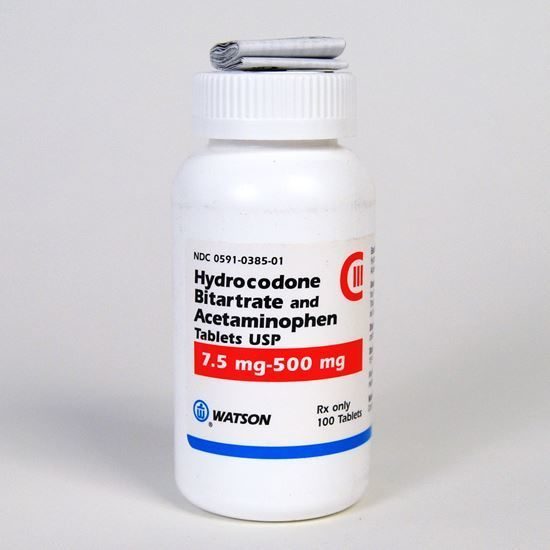 NDC 0591-0385-01
Hydrocodone
Bitartrate and
Acetaminophen
Tablets USP
CIII
7.5 mg-500 mg
WATSON
®
Rx only
100 Tablets